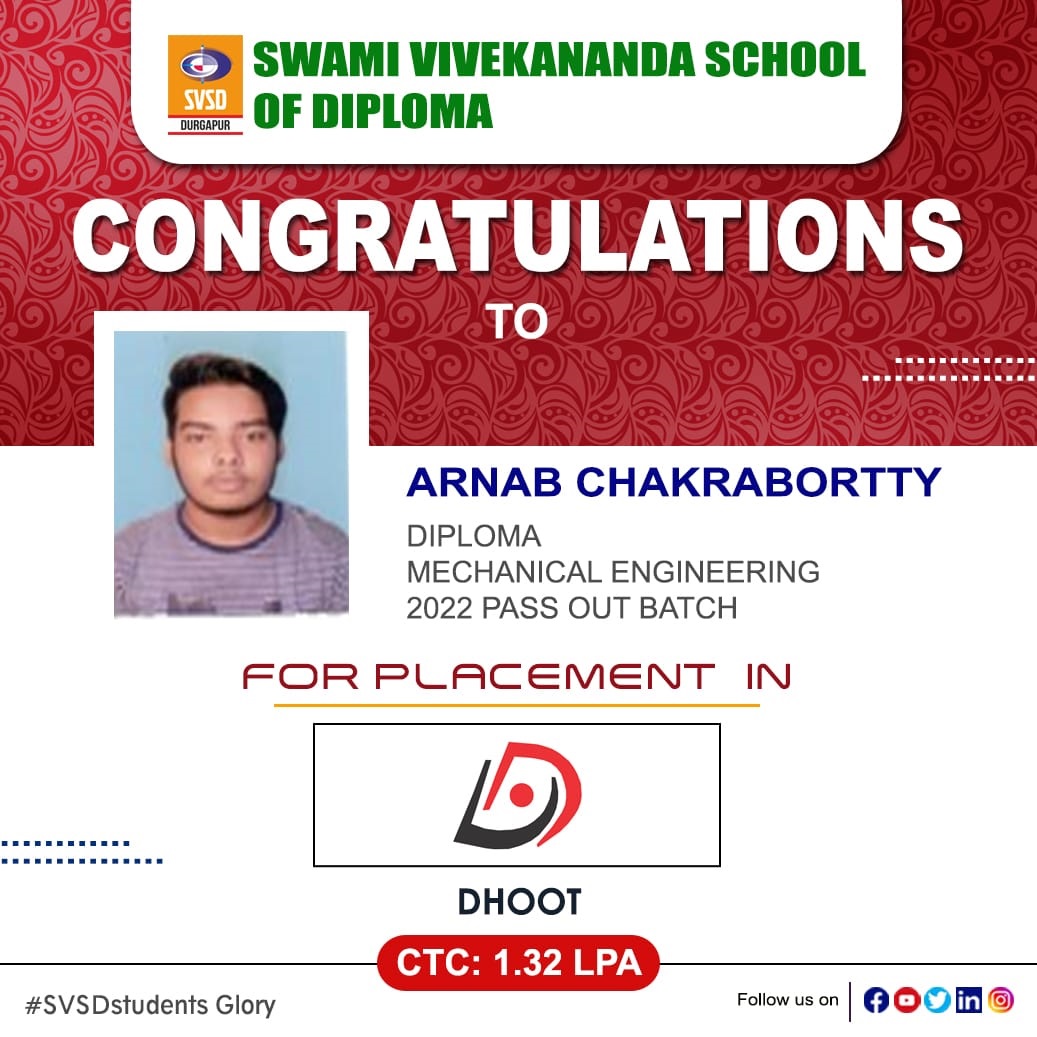 SVSD
DURGAPUR
SWAMI VIVEKANANDA SCHOOL
OF DIPLOMA
CONGRATULATIONS
TO
ARNAB CHAKRABORTTY
DIPLOMA
MECHANICAL ENGINEERING
2022 PASS OUT BATCH
FOR PLACEMENT IN
DHOOT
CTC: 1.32 LPA
#SVSDstudents Glory
Follow us on